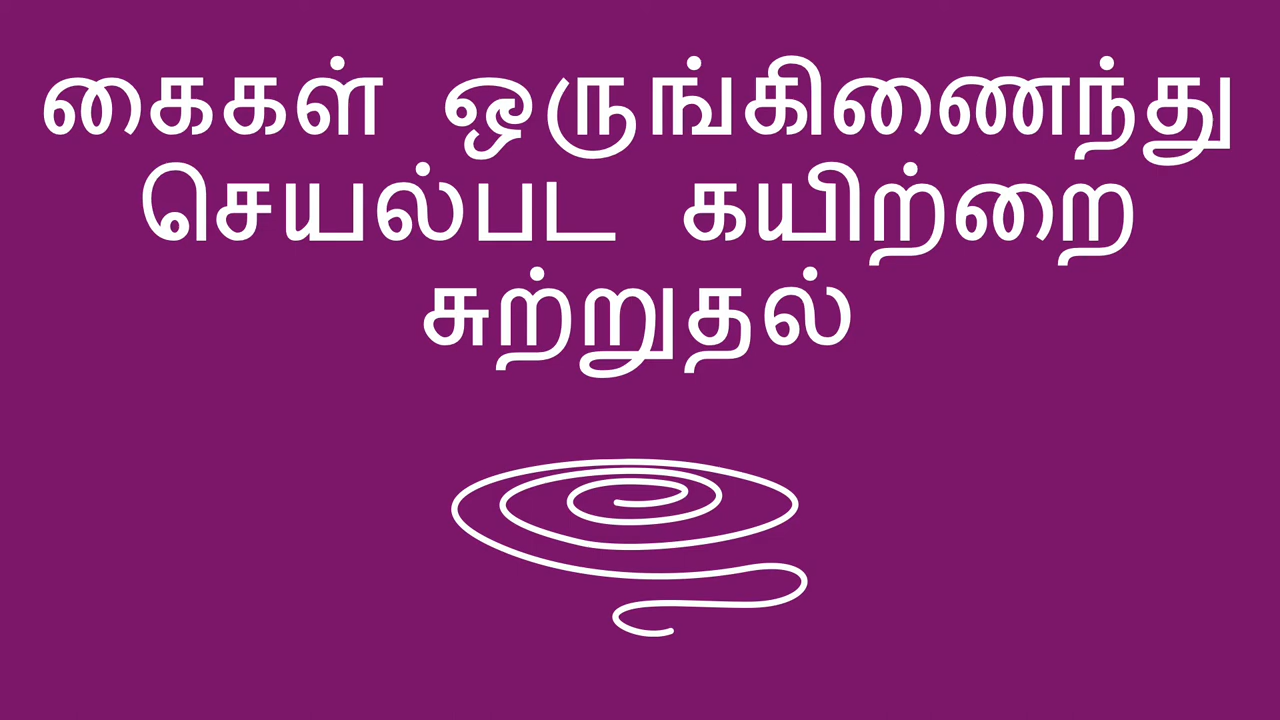 கைகள் ஒருங்கிணைந்து
செயல்பட கயிற்றை
சுற்றுதல்